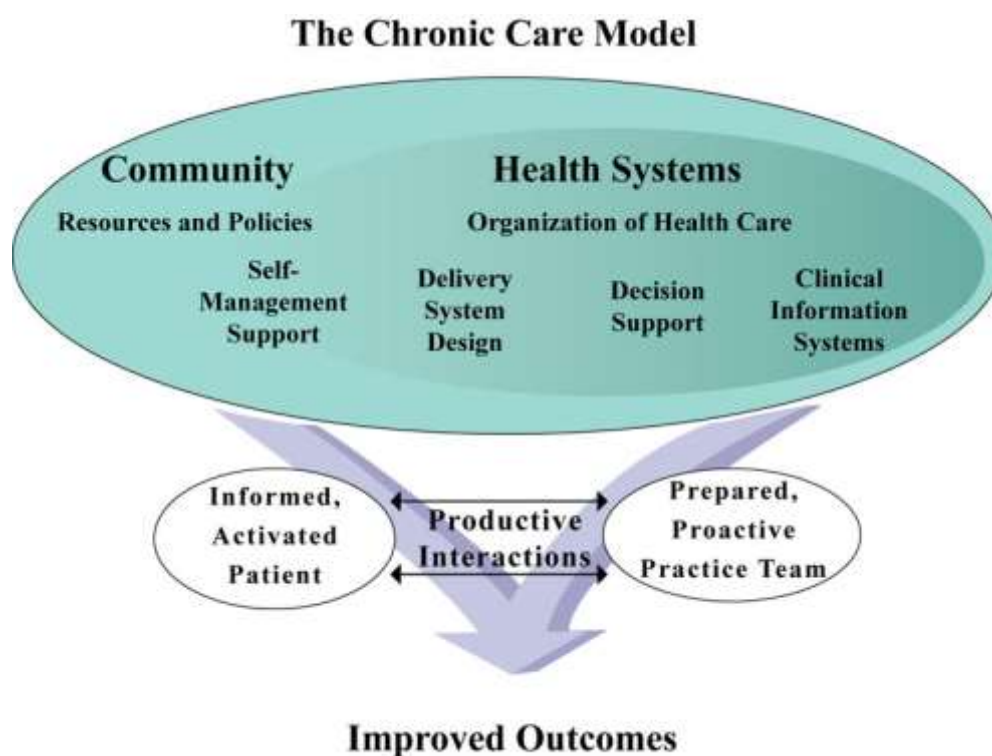 The Chronic Care Model
Community
Health Systems
Resources and Policies
Organization of Health Care
Self-
Management
Support
Delivery
System
Design
Decision
Support
Clinical
Information
Systems
Informed,
Activated
Patient
Productive
Interactions
Prepared,
Proactive
Practice Team
Improved Outcomes